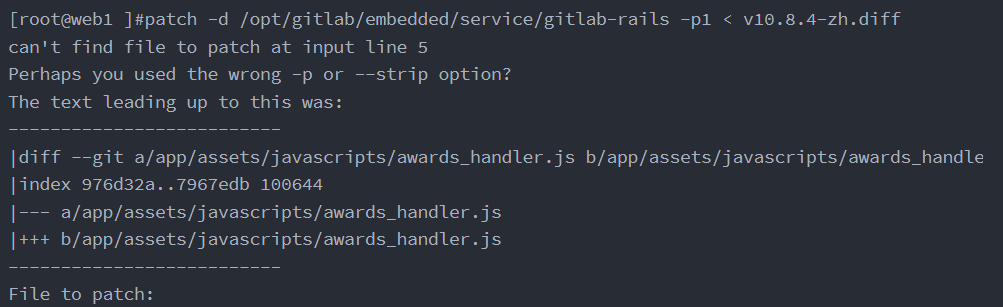 [root@web1 ]#patch -d /opt/gitlab/embedded/service/gitlab-rails -p1 < v10.8.4-zh.diff
can't find file to patch at input line 5
Perhaps you used the wrong -p or --strip option?
The text leading up to this was:
--------------------------
|diff --git a/app/assets/javascripts/awards_handler.js b/app/assets/javascripts/awards_handle
|index 976d32a..7967edb 100644
|--- a/app/assets/javascripts/awards_handler.js
|+++ b/app/assets/javascripts/awards_handler.js
--------------------------
File to patch: